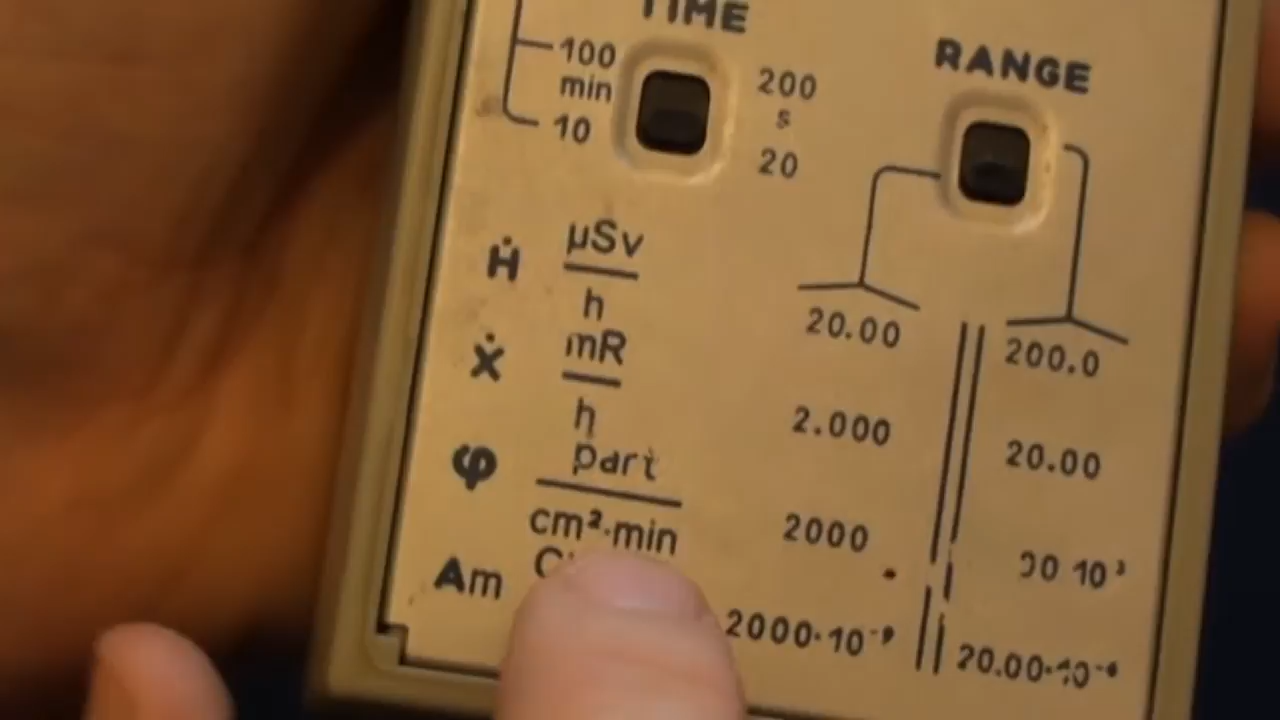 TIME
RANGE
100
min
10
200
s
20
Ḣ µSv/h 20.00 200.0
Ẋ mR/h 2.000 20.00
φ part/cm²·min 2000
Am 2000·10⁻⁹ 20.00·10⁻⁶